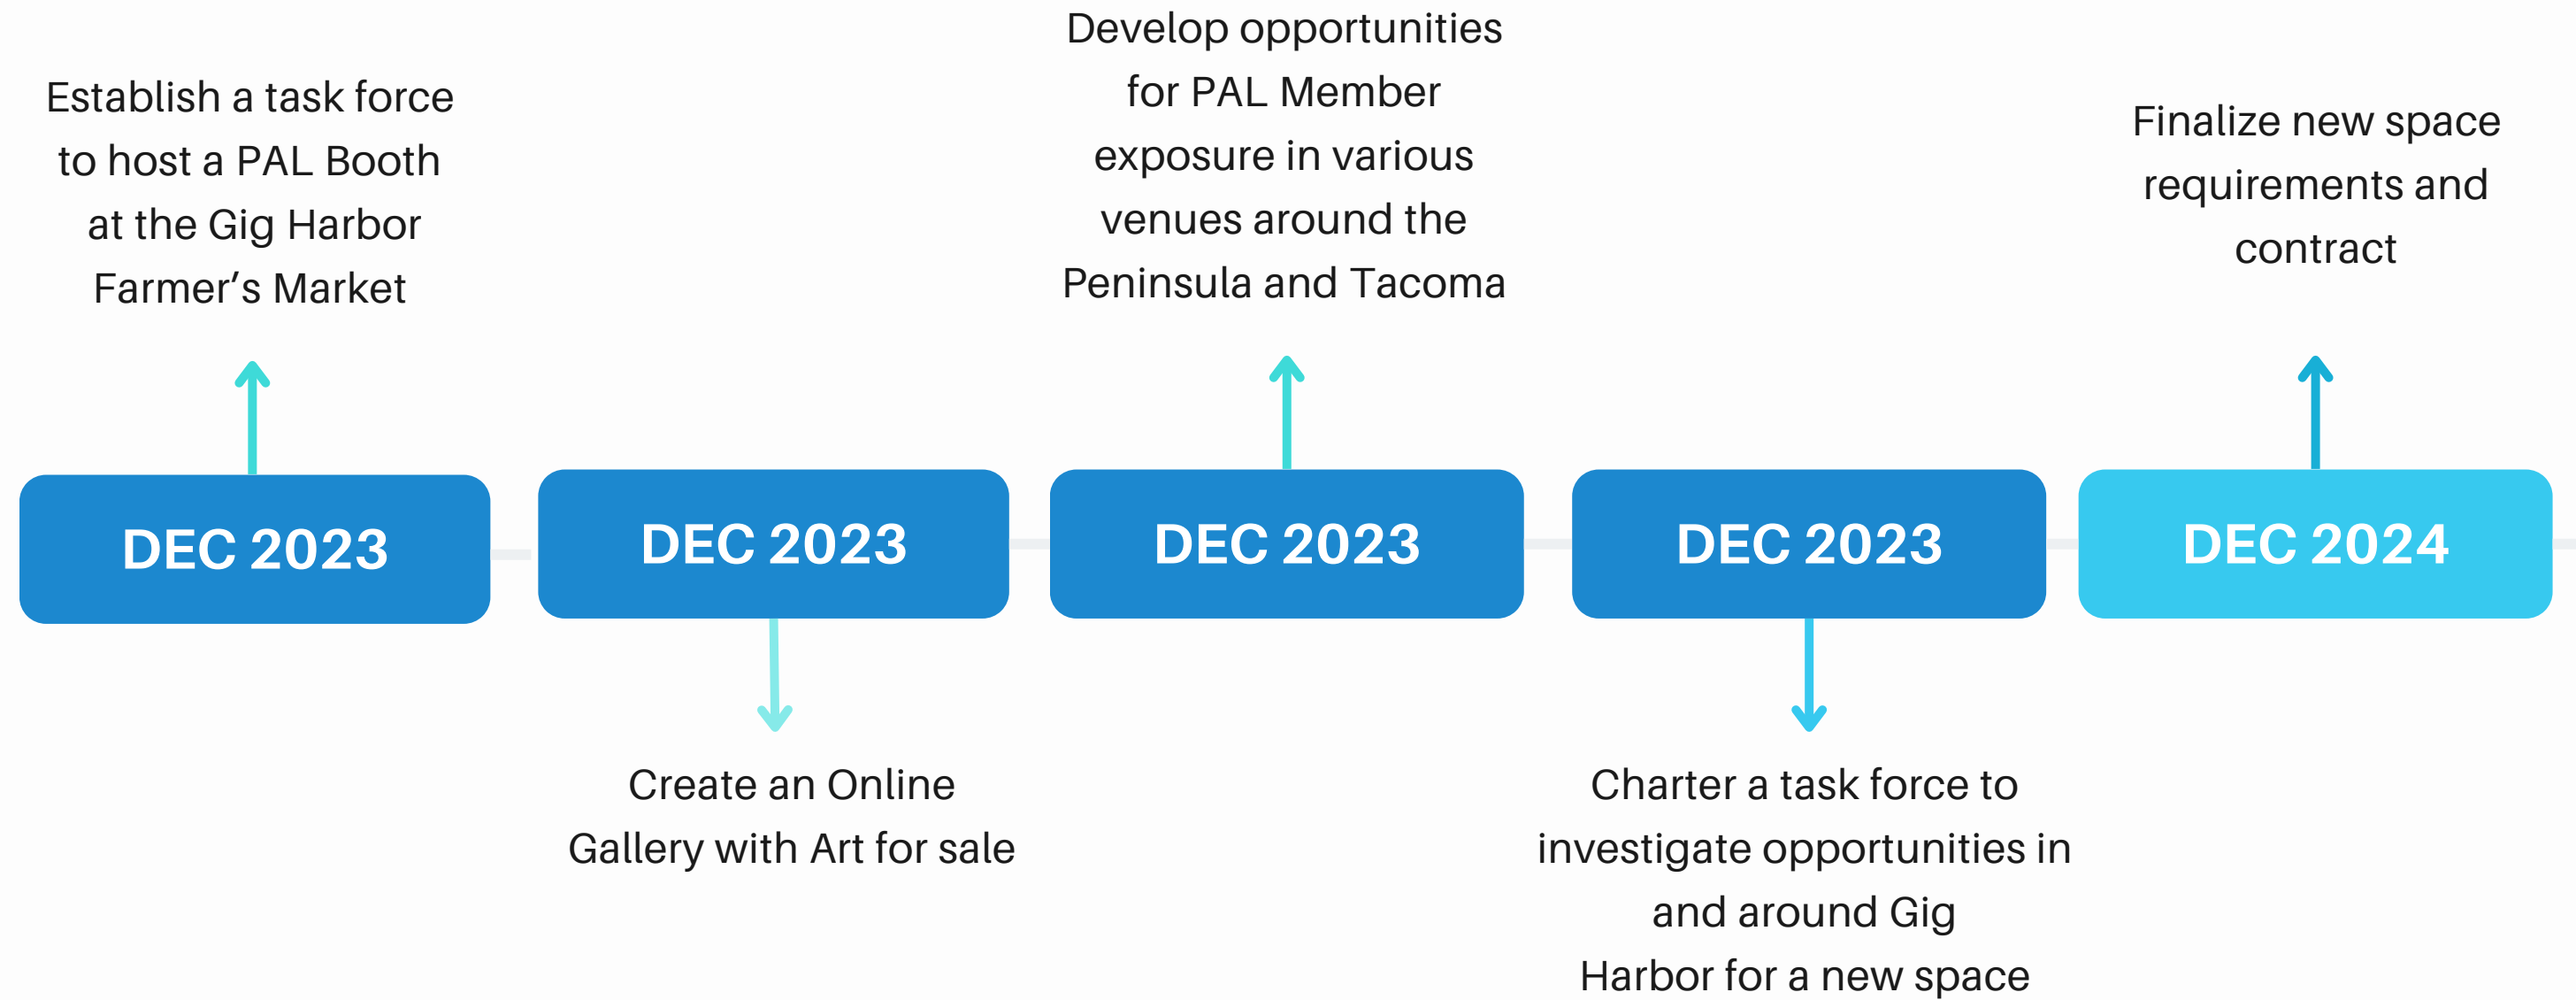 Establish a task force
to host a PAL Booth
at the Gig Harbor
Farmer’s Market
DEC 2023
DEC 2023
Create an Online
Gallery with Art for sale
Develop opportunities
for PAL Member
exposure in various
venues around the
Peninsula and Tacoma
DEC 2023
DEC 2023
Charter a task force to
investigate opportunities in
and around Gig
Harbor for a new space
Finalize new space
requirements and
contract
DEC 2024